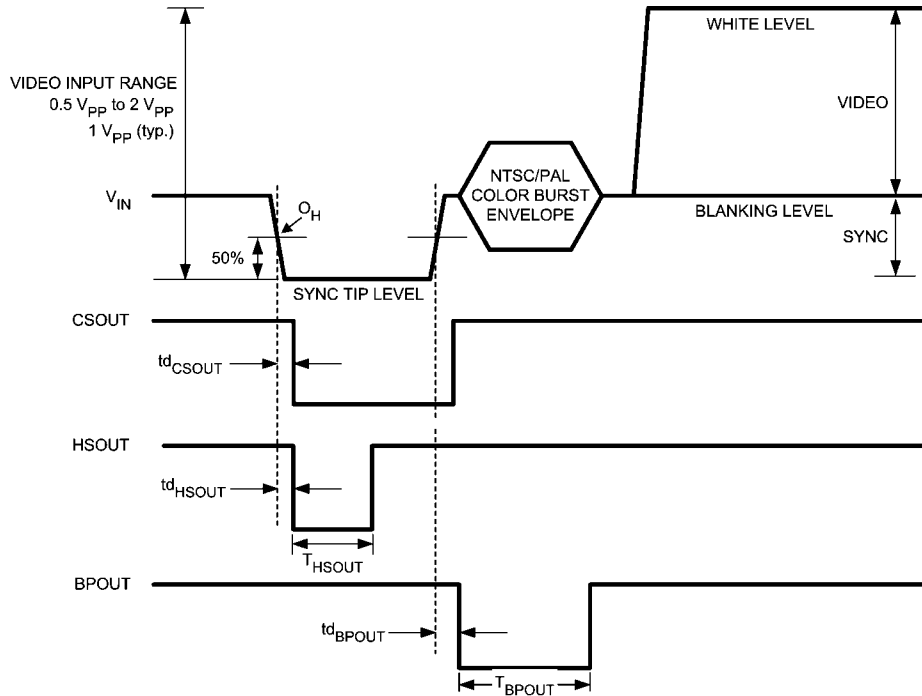 WHITE LEVEL
VIDEO INPUT RANGE
0.5 VPP to 2 VPP
1 VPP (typ.)
VIDEO
NTSC/PAL
COLOR BURST
ENVELOPE
VIN
OH
BLANKING LEVEL
SYNC
50%
SYNC TIP LEVEL
CSOUT
tdCSOUT
HSOUT
tdHSOUT
THSOUT
BPOUT
tdBPOUT
TBPOUT